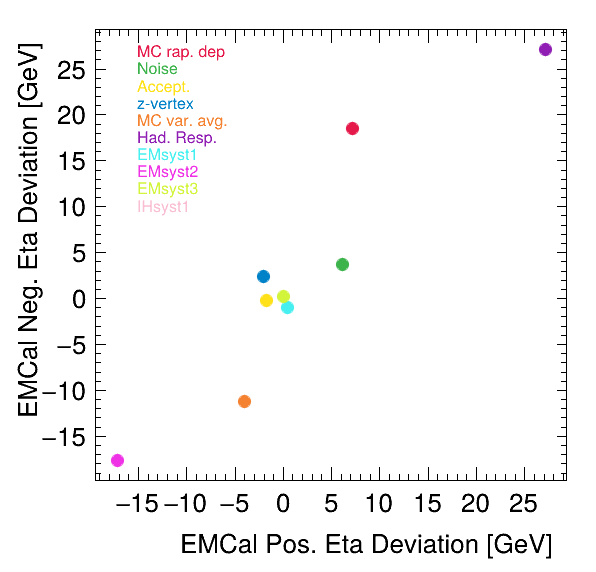 EMCal Neg. Eta Deviation [GeV]
25
20
15
10
5
0
−5
−10
−15
MC rap. dep
Noise
Accept.
z-vertex
MC var. avg.
Had. Resp.
EMsyst1
EMsyst2
EMsyst3
IHsyst1
−15 −10 −5 0 5 10 15 20 25
EMCal Pos. Eta Deviation [GeV]